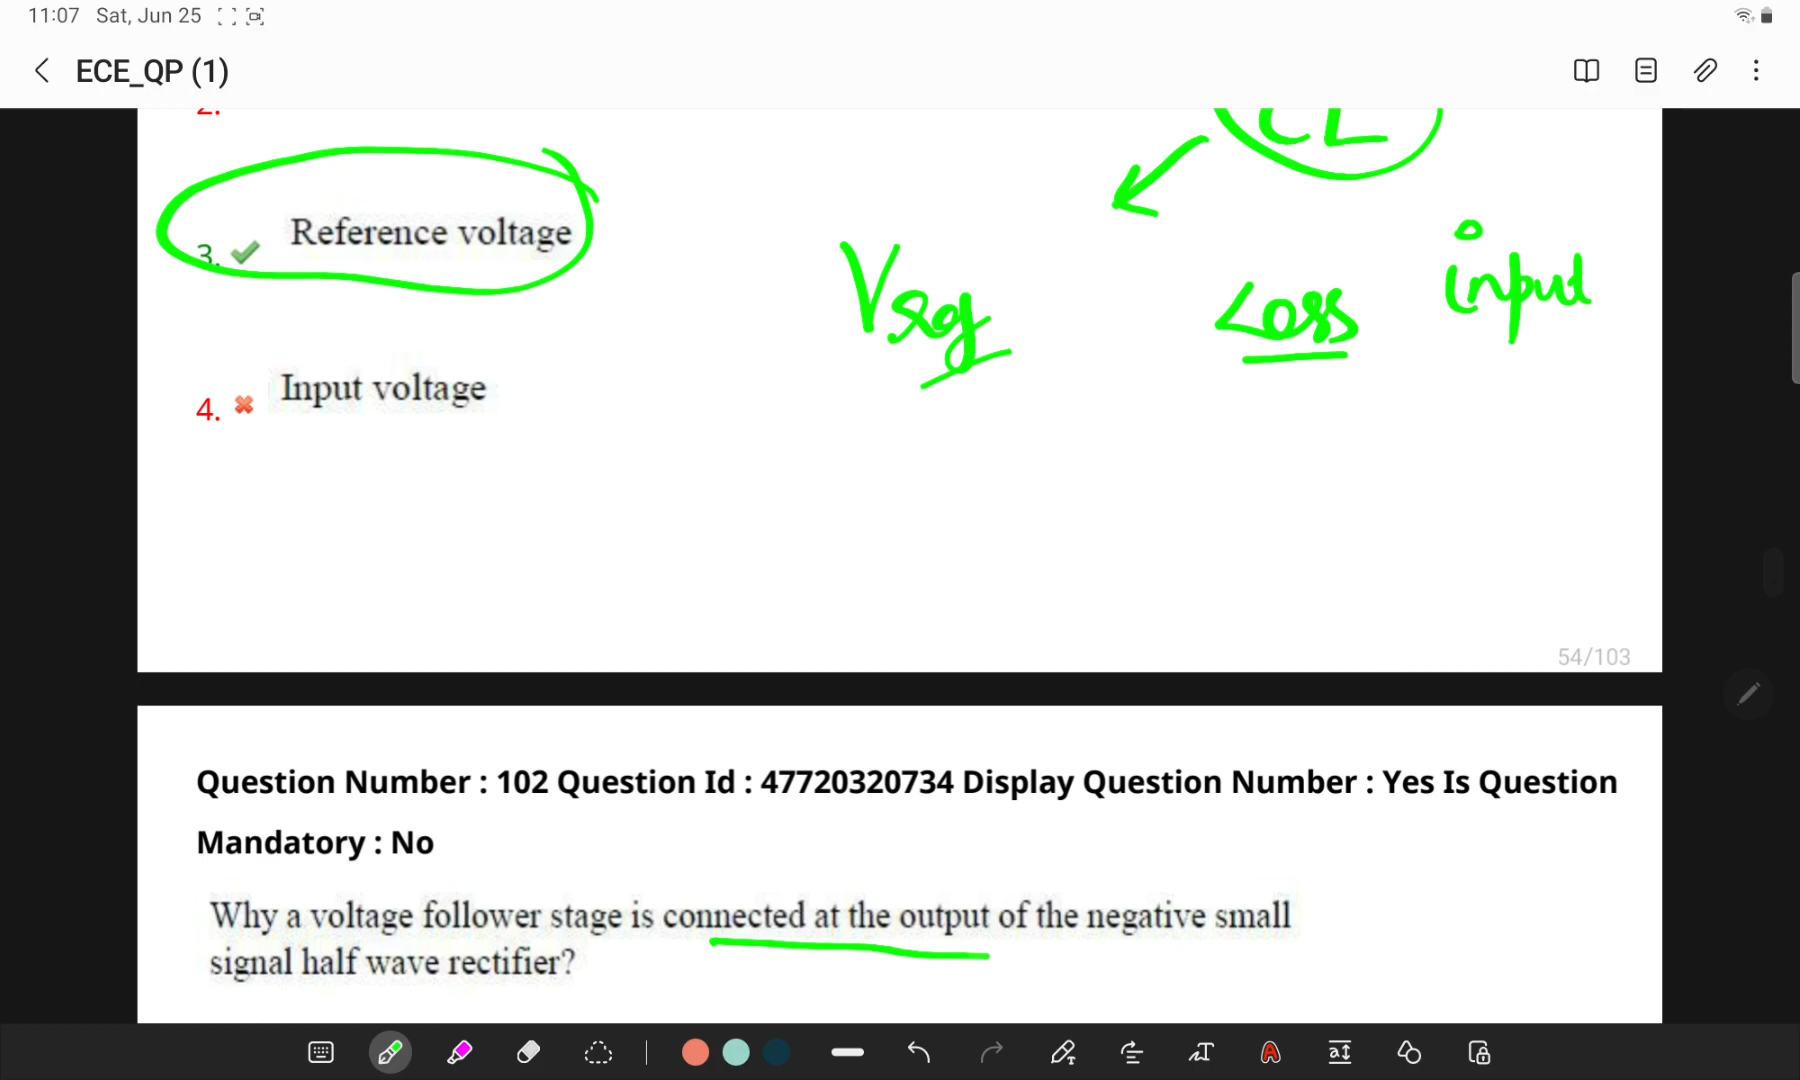 11:07 Sat, Jun 25
ECE_QP (1)
2.
CL
3. Reference voltage
input
Loss
4. Input voltage
54/103
Question Number : 102 Question Id : 47720320734 Display Question Number : Yes Is Question
Mandatory : No
Why a voltage follower stage is connected at the output of the negative small
signal half wave rectifier?